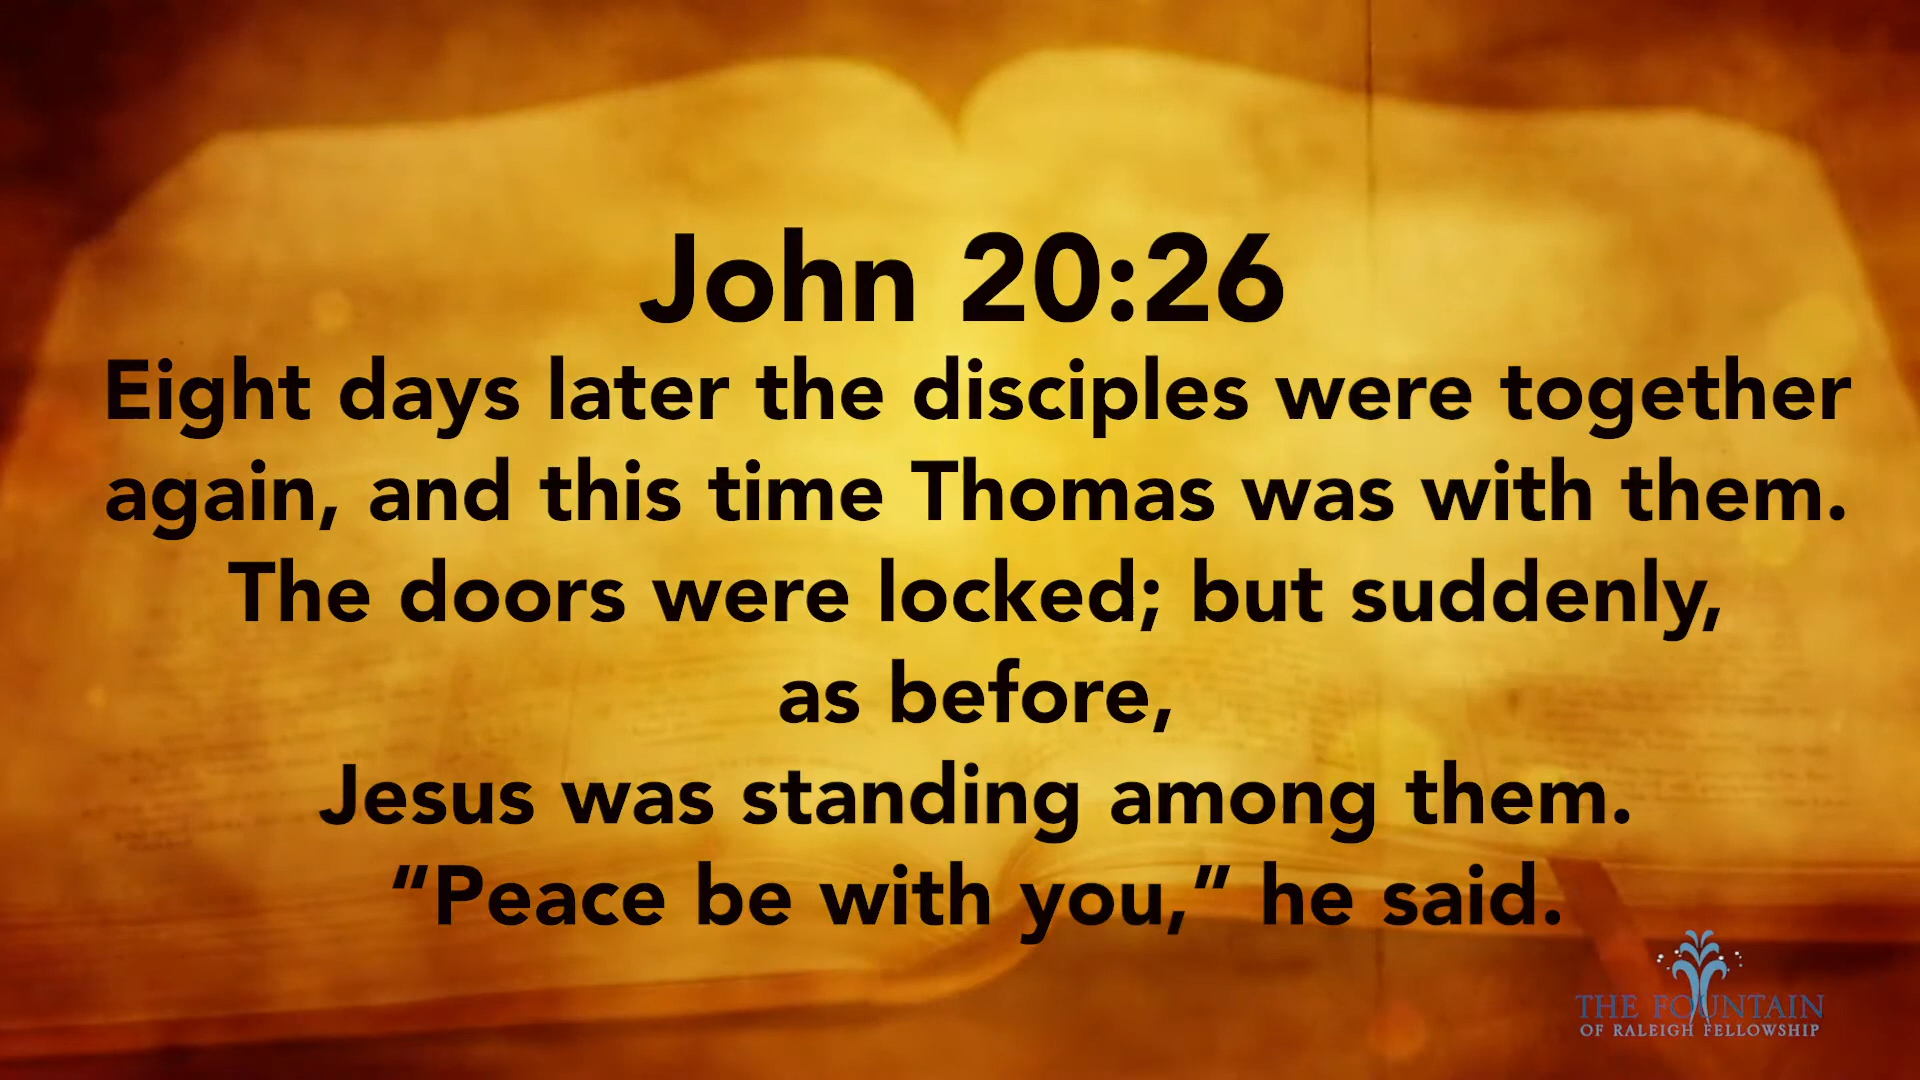 John 20:26
Eight days later the disciples were together
again, and this time Thomas was with them.
The doors were locked; but suddenly,
as before,
Jesus was standing among them.
“Peace be with you,” he said.
THE FOUNTAIN
OF RALEIGH FELLOWSHIP